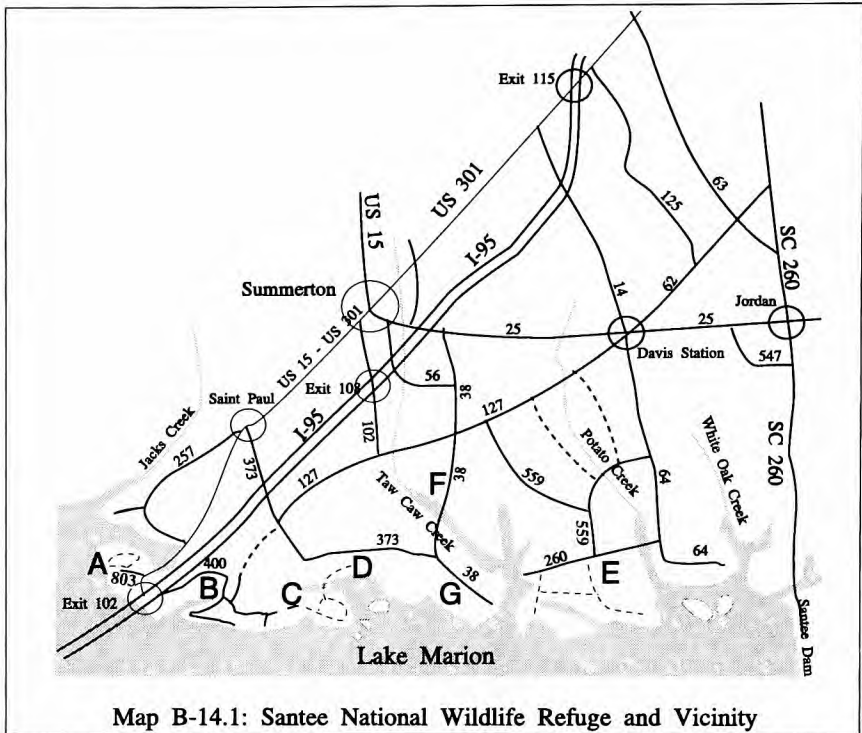 Exit 115
US 301
US 15
I-95
63
125
SC 260
62
14
Summerton
Jordan
25
25
Davis Station
547
US 15 - US 301
Saint Paul
Exit 108
56
38
127
I-95
102
Jacks Creek
257
373
127
Taw Caw Creek
F
38
559
Potato Creek
64
White Oak Creek
SC 260
559
373
A
803
400
B
C
D
38
G
260
E
64
Exit 102
Santee Dam
Lake Marion
Map B-14.1: Santee National Wildlife Refuge and Vicinity